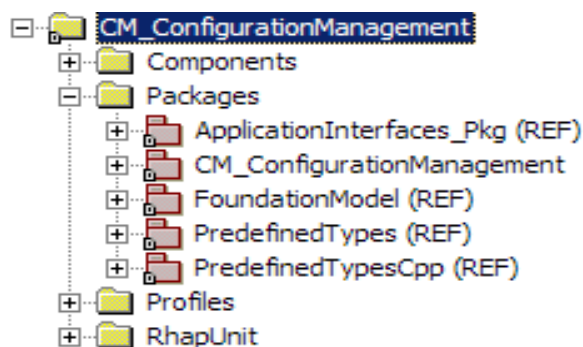 CM_ConfigurationManagement
Components
Packages
ApplicationInterfaces_Pkg (REF)
CM_ConfigurationManagement
FoundationModel (REF)
PredefinedTypes (REF)
PredefinedTypesCpp (REF)
Profiles
RhapUnit